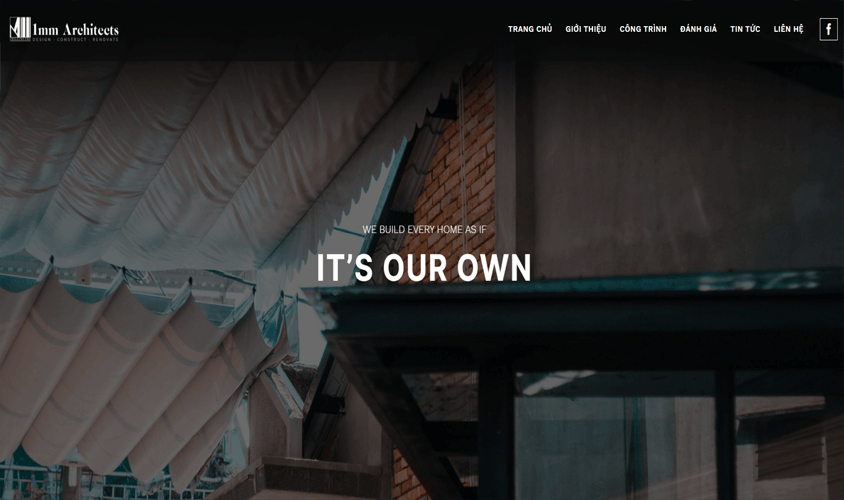 Imm Architects
DESIGN - CONSTRUCT - RENOVATE
TRANG CHỦ GIỚI THIỆU CÔNG TRÌNH ĐÁNH GIÁ TIN TỨC LIÊN HỆ f
WE BUILD EVERY HOME AS IF
IT'S OUR OWN